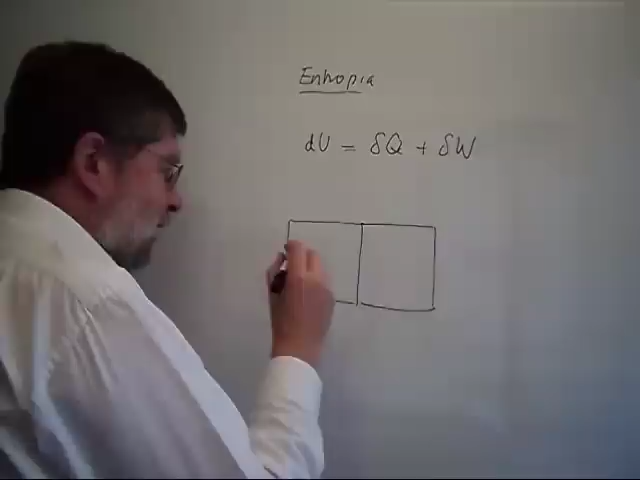 Entropia
dU = δQ + δW